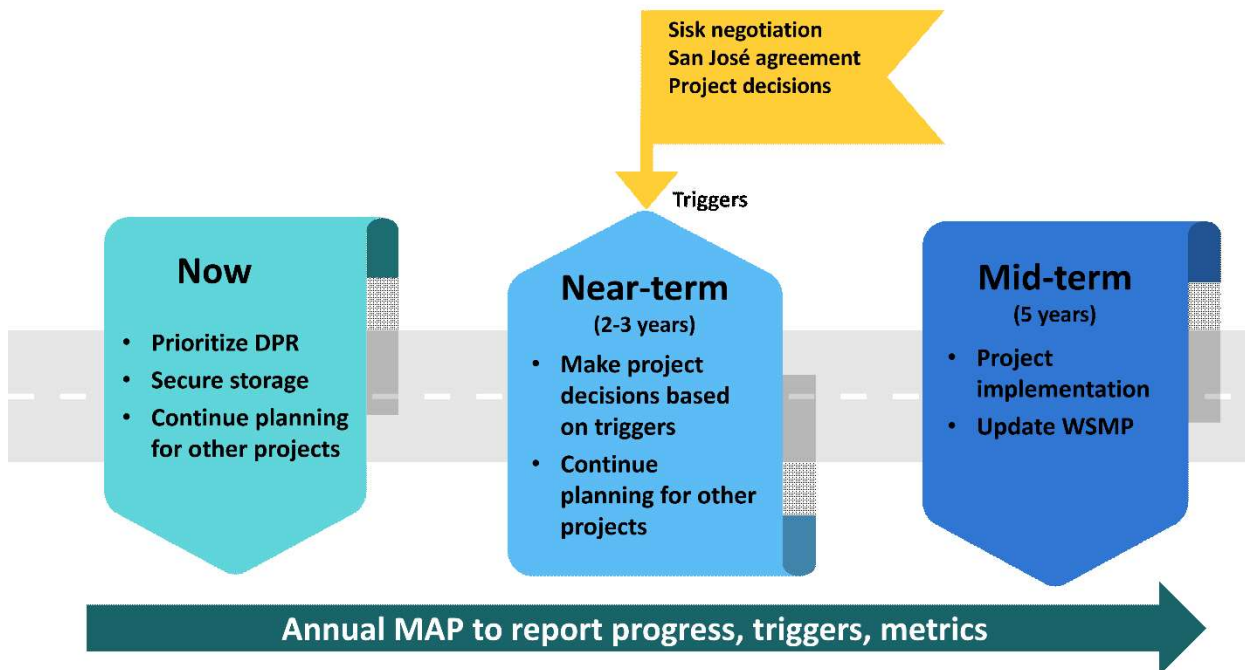 Sisk negotiation
San José agreement
Project decisions
Triggers
Now
• Prioritize DPR
• Secure storage
• Continue planning
for other projects
Near-term
(2-3 years)
• Make project
decisions based
on triggers
• Continue
planning for other
projects
Mid-term
(5 years)
• Project
implementation
• Update WSMP
Annual MAP to report progress, triggers, metrics